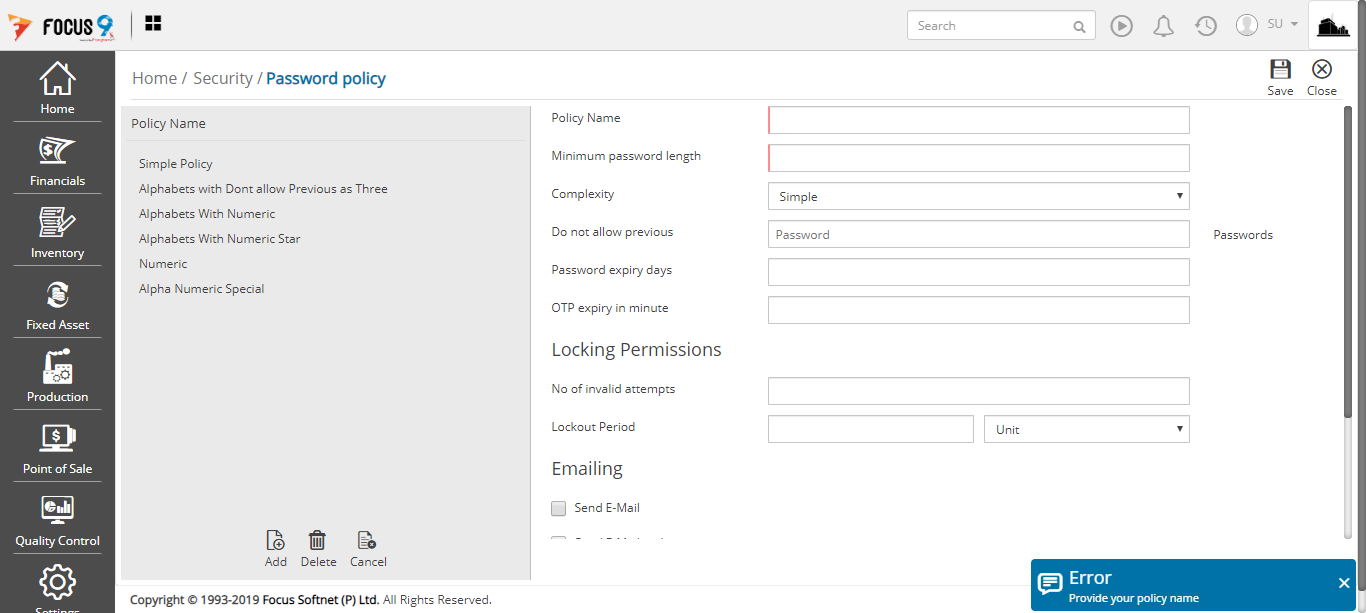 FOCUS 9
Search
SU
Home
Financials
Inventory
Fixed Asset
Production
Point of Sale
Quality Control
Settings
Home / Security / Password policy
Save
Close
Policy Name
Simple Policy
Alphabets with Dont allow Previous as Three
Alphabets With Numeric
Alphabets With Numeric Star
Numeric
Alpha Numeric Special
Add
Delete
Cancel
Policy Name
Minimum password length
Complexity
Simple
Do not allow previous
Password
Passwords
Password expiry days
OTP expiry in minute
Locking Permissions
No of invalid attempts
Lockout Period
Unit
Emailing
Send E-Mail
Error
Provide your policy name
Copyright © 1993-2019 Focus Softnet (P) Ltd. All Rights Reserved.